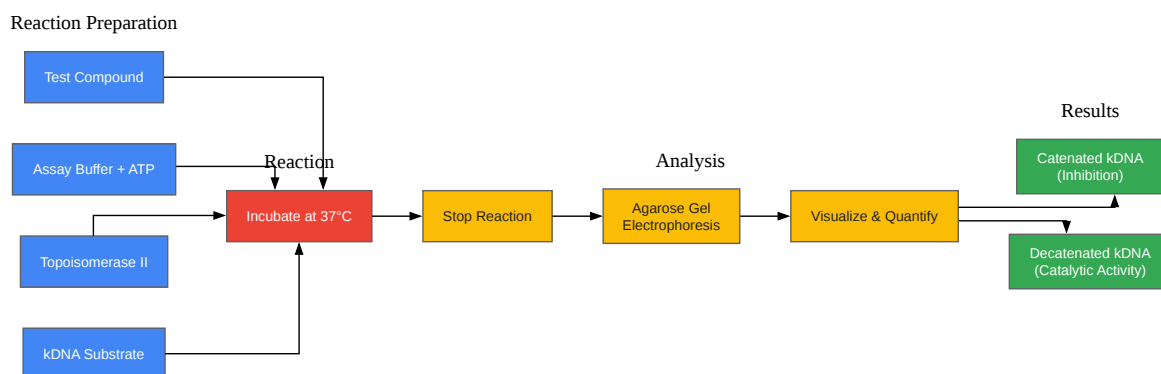 Reaction Preparation
Test Compound
Assay Buffer + ATP
Topoisomerase II
kDNA Substrate
Reaction
Incubate at 37°C
Stop Reaction
Analysis
Agarose Gel
Electrophoresis
Visualize & Quantify
Results
Catenated kDNA
(Inhibition)
Decatenated kDNA
(Catalytic Activity)